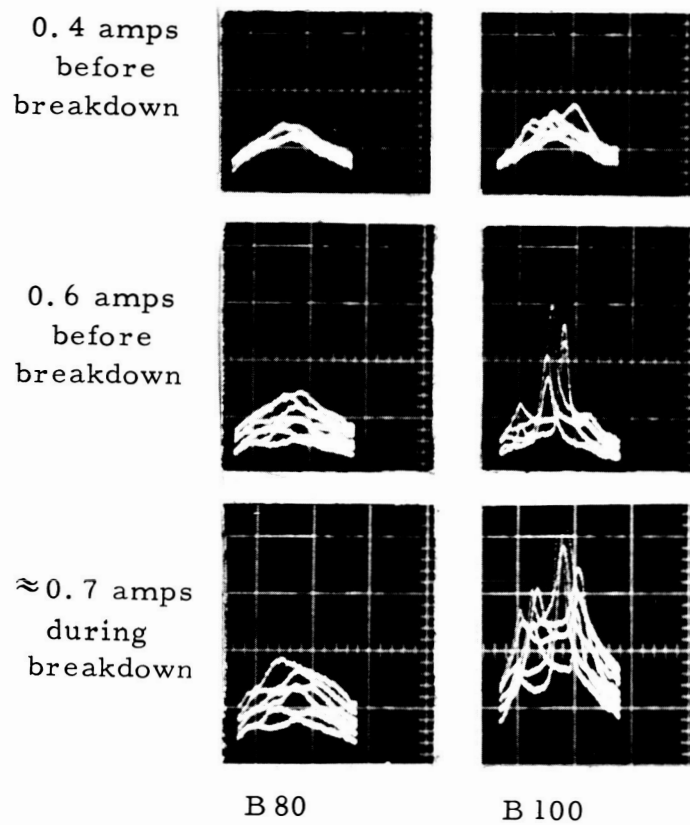 0.4 amps
before
breakdown
0.6 amps
before
breakdown
≈0.7 amps
during
breakdown
B 80
B 100